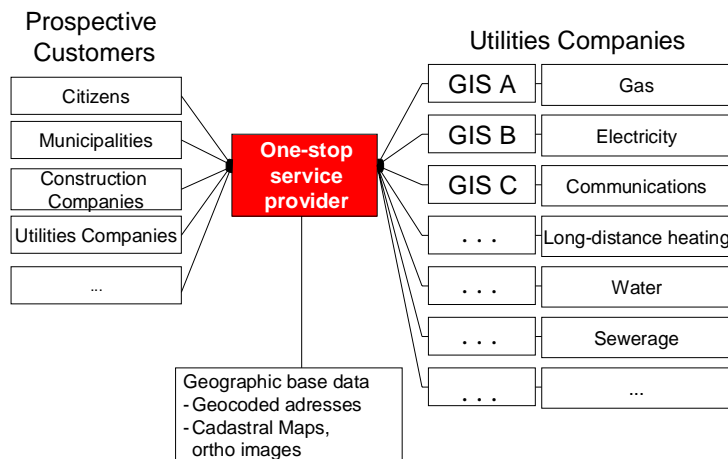 Prospective
Customers
Citizens
Municipalities
Construction
Companies
Utilities Companies
...
One-stop
service
provider
Geographic base data
- Geocoded adresses
- Cadastral Maps,
ortho images
Utilities Companies
GIS A
Gas
GIS B
Electricity
GIS C
Communications
. . .
Long-distance heating
. . .
Water
. . .
Sewerage
. . .
...